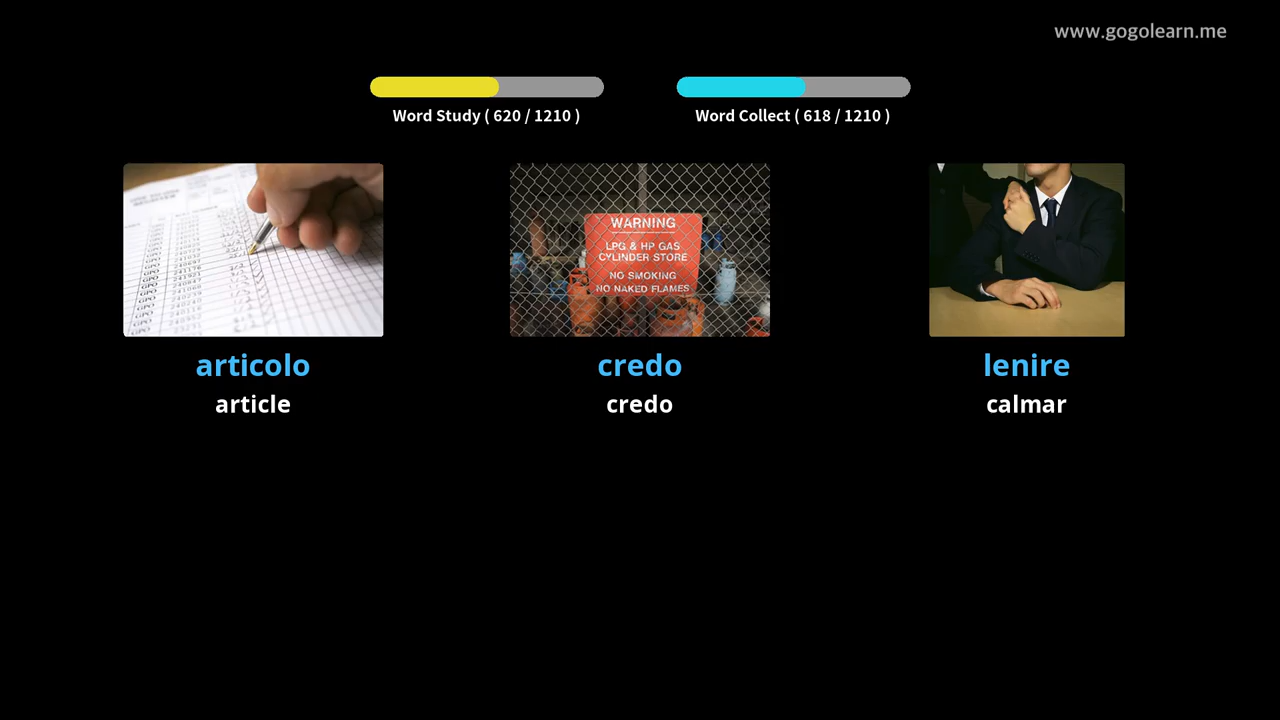 www.gogolearn.me
Word Study ( 620 / 1210 )
Word Collect ( 618 / 1210 )
WARNING
LPG & HP GAS
CYLINDER STORE
NO SMOKING
NO NAKED FLAMES
articolo
credo
lenire
article
credo
calmar